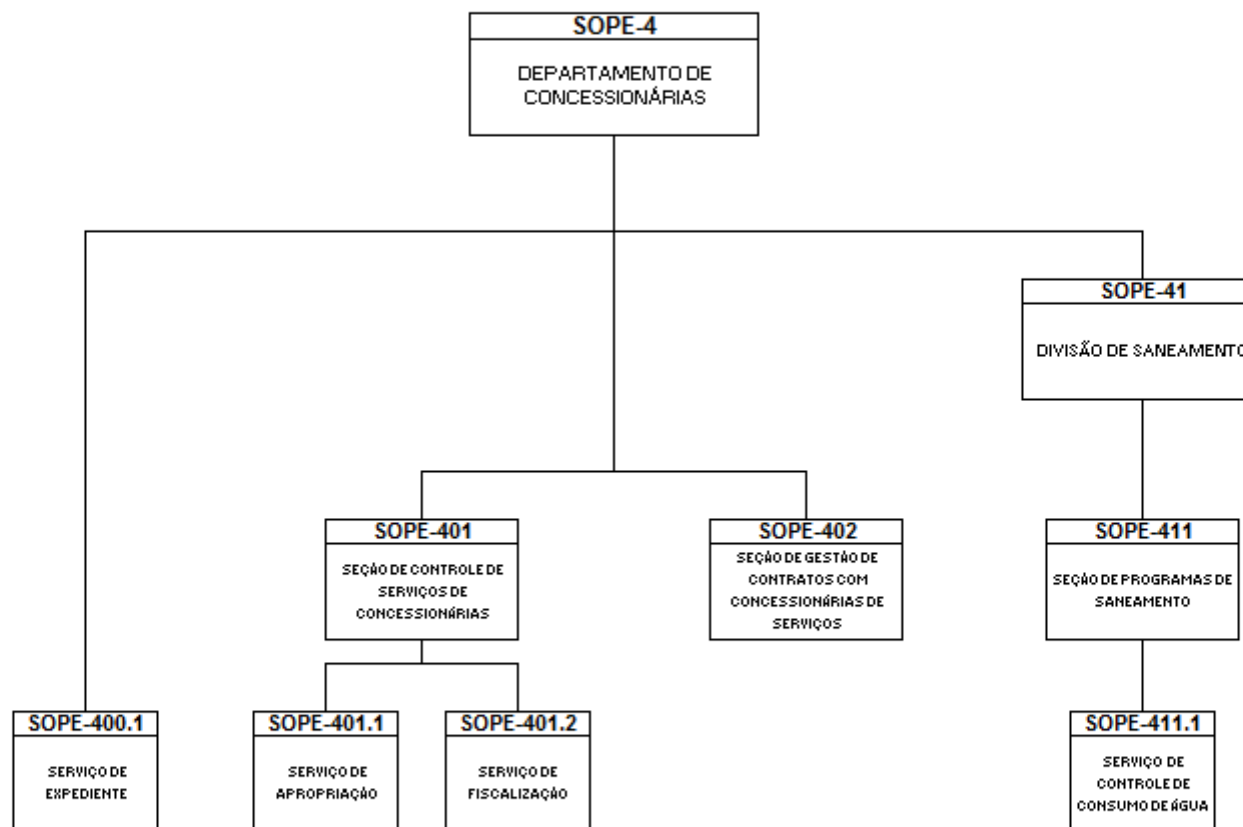 SOPE-4
DEPARTAMENTO DE
CONCESSIONÁRIAS
SOPE-41
DIVISÃO DE SANEAMENTO
SOPE-401
SEÇÃO DE CONTROLE DE
SERVIÇOS DE
CONCESSIONÁRIAS
SOPE-402
SEÇÃO DE GESTÃO DE
CONTRATOS COM
CONCESSIONÁRIAS DE
SERVIÇOS
SOPE-411
SEÇÃO DE PROGRAMAS DE
SANEAMENTO
SOPE-400.1
SERVIÇO DE
EXPEDIENTE
SOPE-401.1
SERVIÇO DE
APROPRIAÇÃO
SOPE-401.2
SERVIÇO DE
FISCALIZAÇÃO
SOPE-411.1
SERVIÇO DE
CONTROLE DE
CONSUMO DE ÁGUA